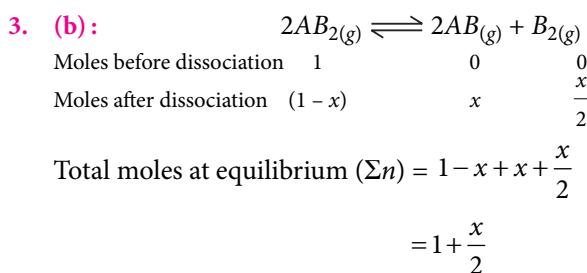 3. (b) : 2AB₂(g) ⇌ 2AB(g) + B₂(g)
Moles before dissociation 1 0 0
Moles after dissociation (1 – x) x x/2
Total moles at equilibrium (Σn) = 1 – x + x + x/2
= 1 + x/2